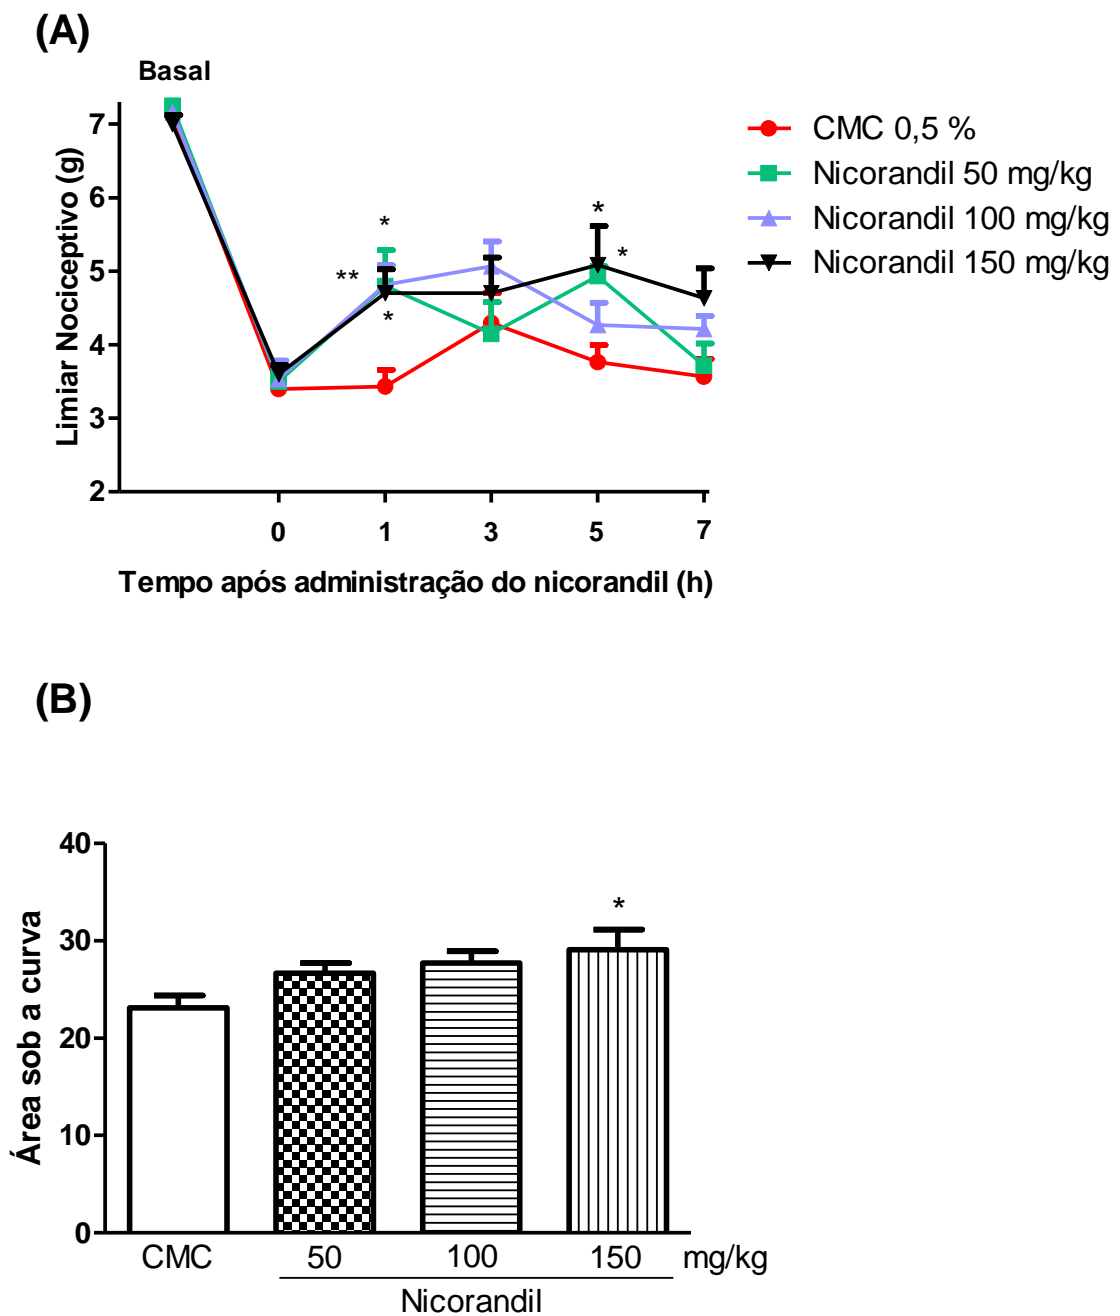 (A)
Basal
7
6
5
4
3
2
Limiar Nociceptivo (g)
*
**
*
*
*
0 1 3 5 7
Tempo após administração do nicorandil (h)
CMC 0,5 %
Nicorandil 50 mg/kg
Nicorandil 100 mg/kg
Nicorandil 150 mg/kg
(B)
40
30
20
10
0
Área sob a curva
*
CMC 50 100 150 mg/kg
Nicorandil